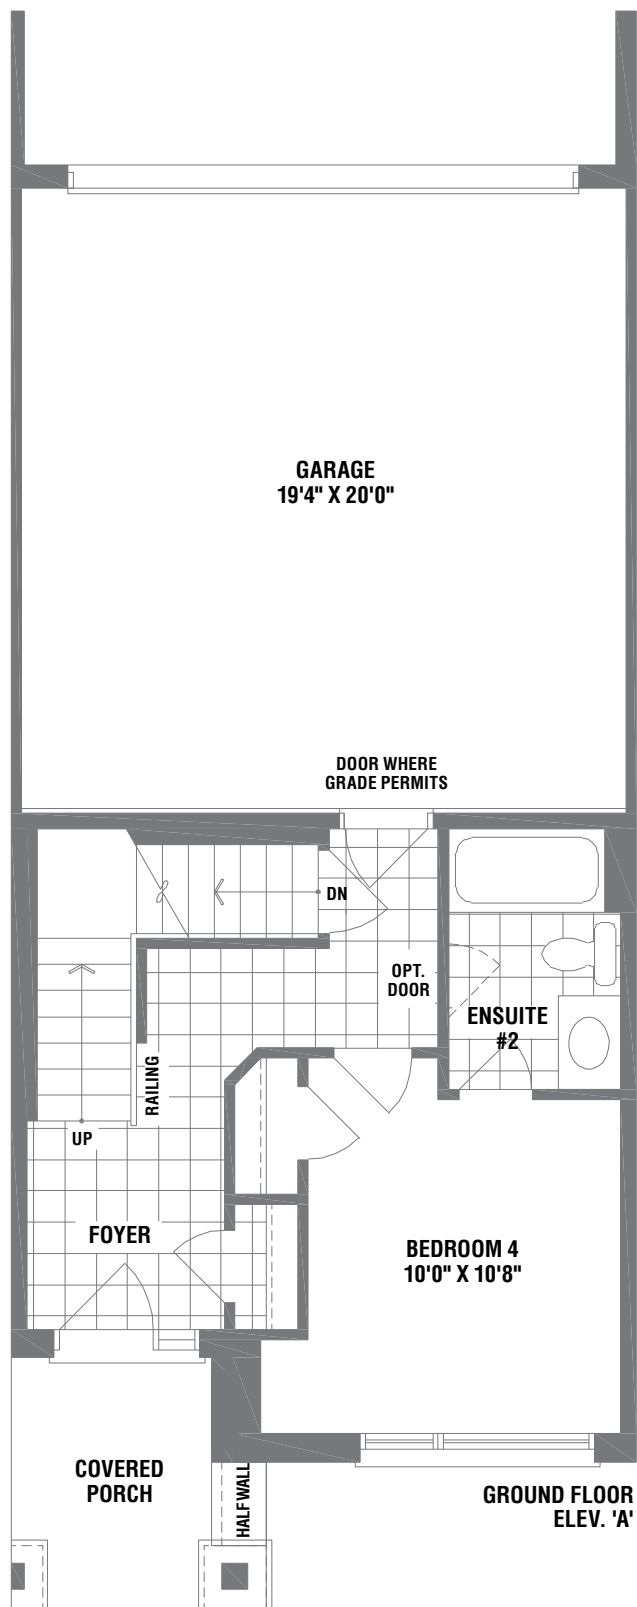 GARAGE
19'4" X 20'0"
DOOR WHERE
GRADE PERMITS
DN
OPT.
DOOR
ENSUITE
#2
RAILING
UP
FOYER
BEDROOM 4
10'0" X 10'8"
COVERED
PORCH
HALF WALL
GROUND FLOOR
ELEV. 'A'